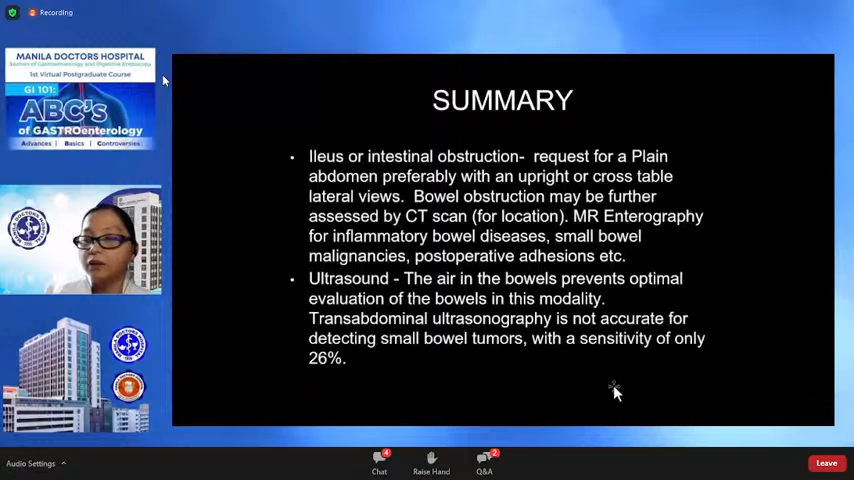 Recording
MANILA DOCTORS HOSPITAL
1st Virtual Postgraduate Course
GI 101:
ABC's
of GASTROenterology
Advances | Basics | Controversies
SUMMARY
• Ileus or intestinal obstruction- request for a Plain
abdomen preferably with an upright or cross table
lateral views. Bowel obstruction may be further
assessed by CT scan (for location). MR Enterography
for inflammatory bowel diseases, small bowel
malignancies, postoperative adhesions etc.
• Ultrasound - The air in the bowels prevents optimal
evaluation of the bowels in this modality.
Transabdominal ultrasonography is not accurate for
detecting small bowel tumors, with a sensitivity of only
26%.
Audio Settings
4
Chat
Raise Hand
2
Q&A
Leave